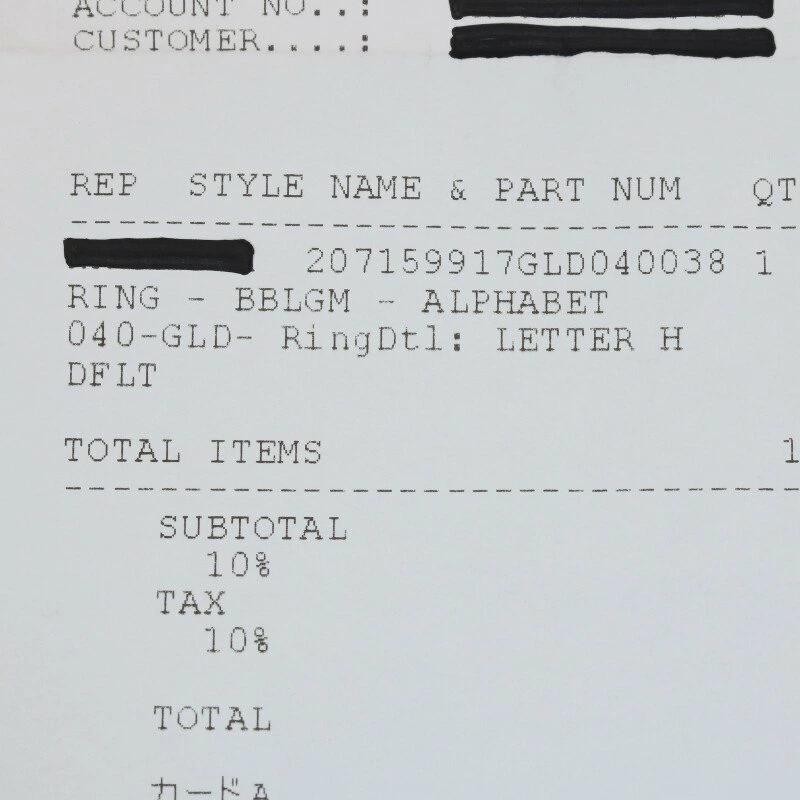 ACCOUNT NO..:
CUSTOMER....:
REP STYLE NAME & PART NUM QT
207159917GLD040038 1
RING - BBLGM - ALPHABET
040-GLD- RingDtl: LETTER H
DFLT
TOTAL ITEMS 1
SUBTOTAL
10%
TAX
10%
TOTAL
カードA